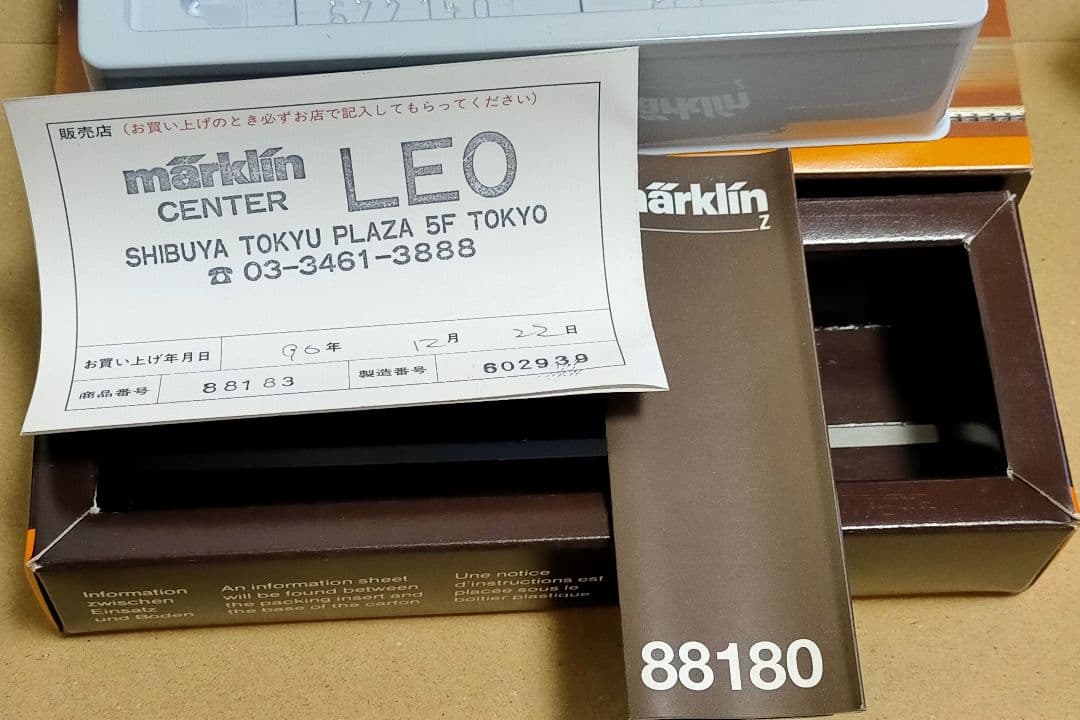 märklin
Z
販売店 (お買い上げのとき必ずお店で記入してもらってください)
märklin LEO
CENTER
SHIBUYA TOKYU PLAZA 5F TOKYO
☎ 03-3461-3888
お買い上げ年月日 96年 12月 22日
商品番号 88183 製造番号 602939
märklin
Z
88180
Information
zwischen
Einsatz
und Boden
An information sheet
will be found between
the packing insert and
the base of the carton
Une notice
d'instructions est
placée sous le
boîtier plastique